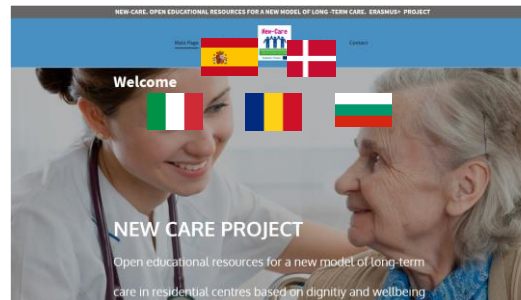 NEW-CARE. OPEN EDUCATIONAL RESOURCES FOR A NEW MODEL OF LONG -TERM CARE. ERASMUS+ PROJECT
Main Page
New-Care
Contact
Welcome
NEW CARE PROJECT
Open educational resources for a new model of long-term
care in residential centres based on dignitiy and wellbeing